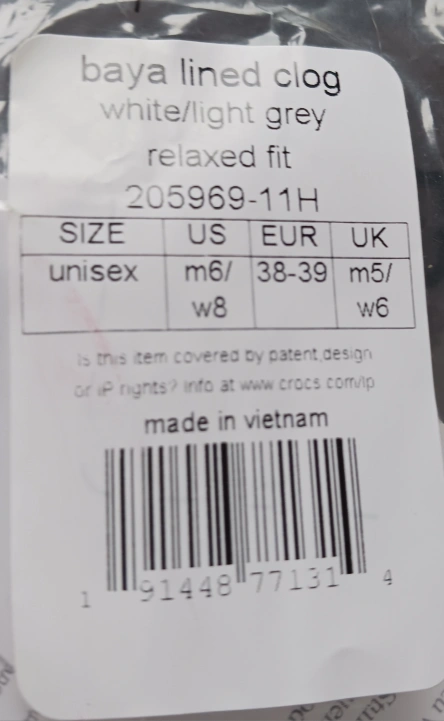 baya lined clog
white/light grey
relaxed fit
205969-11H
SIZE US EUR UK
unisex m6/ 38-39 m5/
w8 w6
is this item covered by patent,design
or IP rights? Info at www.crocs.com/ip
made in vietnam
1 91448 77131 4